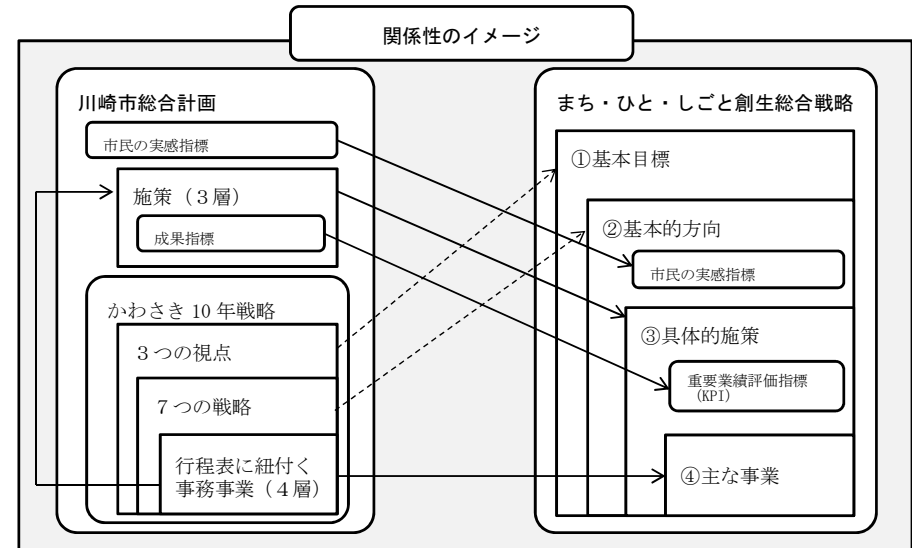 関係性のイメージ
川崎市総合計画
市民の実感指標
施策（３層）
成果指標
かわさき 10 年戦略
３つの視点
７つの戦略
行程表に紐付く
事務事業（４層）
まち・ひと・しごと創生総合戦略
①基本目標
②基本的方向
市民の実感指標
③具体的施策
重要業績評価指標
（KPI）
④主な事業